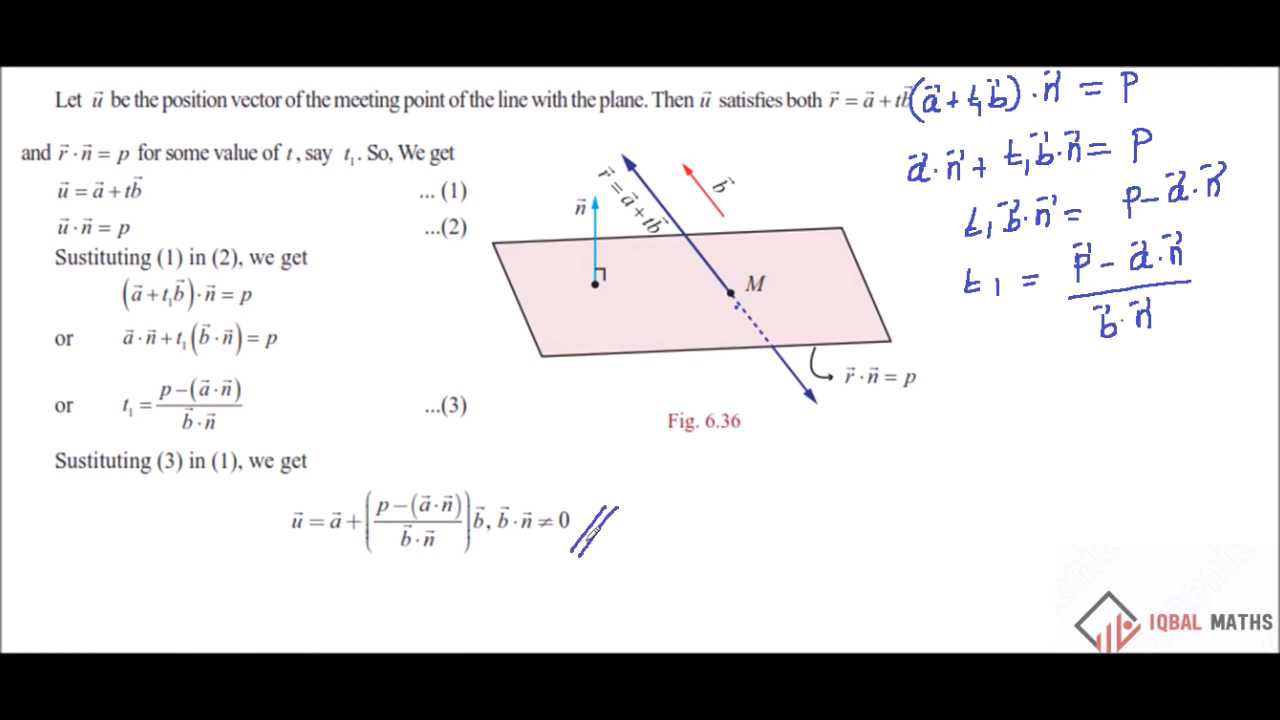 Let u⃗ be the position vector of the meeting point of the line with the plane. Then u⃗ satisfies both r⃗ = a⃗ + tb⃗
and r⃗ · n⃗ = p for some value of t, say t₁. So, We get
u⃗ = a⃗ + tb⃗ ... (1)
u⃗ · n⃗ = p ...(2)
Sustituting (1) in (2), we get
(a⃗ + t₁b⃗) · n⃗ = p
or a⃗ · n⃗ + t₁(b⃗ · n⃗) = p
or t₁ = (p − (a⃗ · n⃗)) / (b⃗ · n⃗) ...(3)
Sustituting (3) in (1), we get
u⃗ = a⃗ + ((p − (a⃗ · n⃗)) / (b⃗ · n⃗)) b⃗, b⃗ · n⃗ ≠ 0
n⃗
r⃗ = a⃗ + tb⃗
b⃗
M
r⃗ · n⃗ = p
Fig. 6.36
(a⃗ + t₁b⃗) · n⃗ = P
a⃗ · n⃗ + t₁b⃗ · n⃗ = P
t₁b⃗ · n⃗ = P − a⃗ · n⃗
t₁ = (p⃗ − a⃗ · n⃗) / (b⃗ · n⃗)
IQBAL MATHS